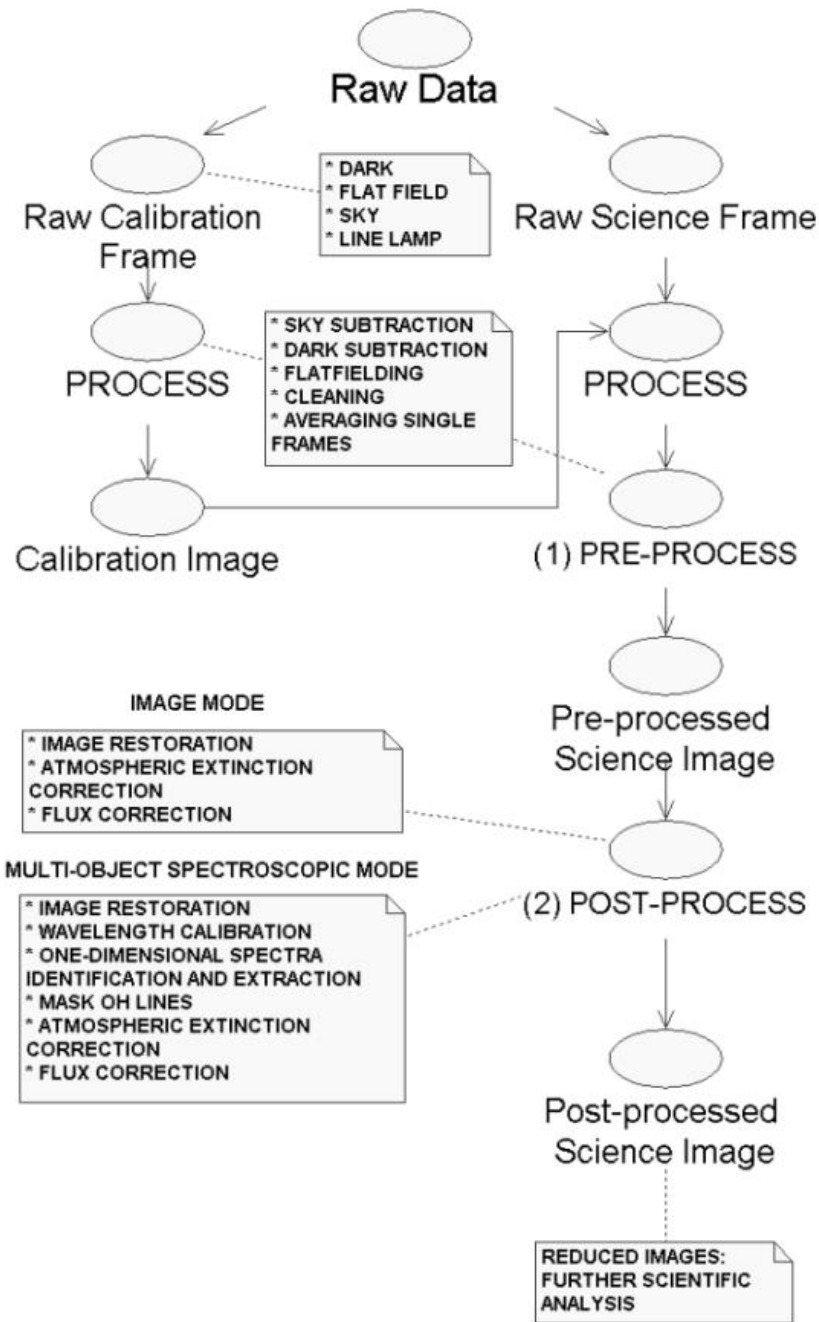 Raw Data
* DARK
* FLAT FIELD
* SKY
* LINE LAMP
Raw Calibration
Frame
Raw Science Frame
* SKY SUBTRACTION
* DARK SUBTRACTION
* FLATFIELDING
* CLEANING
* AVERAGING SINGLE
FRAMES
PROCESS
PROCESS
Calibration Image
(1) PRE-PROCESS
Pre-processed
Science Image
IMAGE MODE
* IMAGE RESTORATION
* ATMOSPHERIC EXTINCTION
CORRECTION
* FLUX CORRECTION
MULTI-OBJECT SPECTROSCOPIC MODE
* IMAGE RESTORATION
* WAVELENGTH CALIBRATION
* ONE-DIMENSIONAL SPECTRA
IDENTIFICATION AND EXTRACTION
* MASK OH LINES
* ATMOSPHERIC EXTINCTION
CORRECTION
* FLUX CORRECTION
(2) POST-PROCESS
Post-processed
Science Image
REDUCED IMAGES:
FURTHER SCIENTIFIC
ANALYSIS